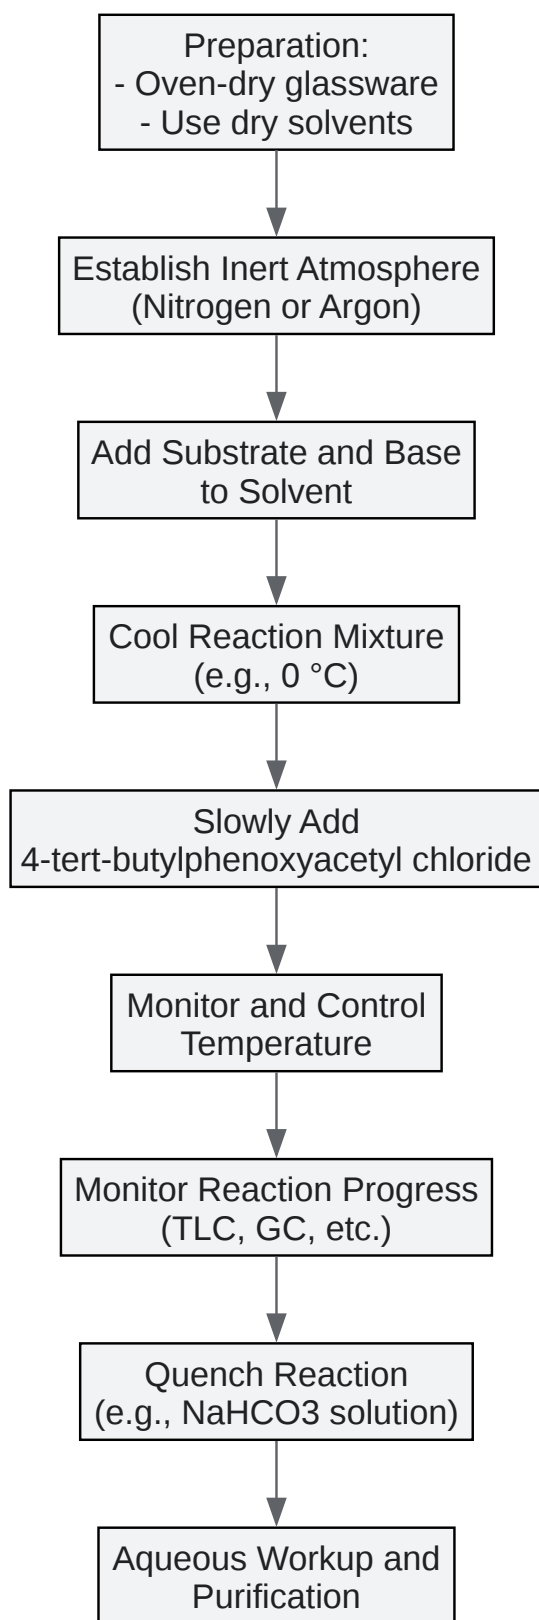 Preparation:
- Oven-dry glassware
- Use dry solvents
Establish Inert Atmosphere
(Nitrogen or Argon)
Add Substrate and Base
to Solvent
Cool Reaction Mixture
(e.g., 0 °C)
Slowly Add
4-tert-butylphenoxyacetyl chloride
Monitor and Control
Temperature
Monitor Reaction Progress
(TLC, GC, etc.)
Quench Reaction
(e.g., NaHCO3 solution)
Aqueous Workup and
Purification